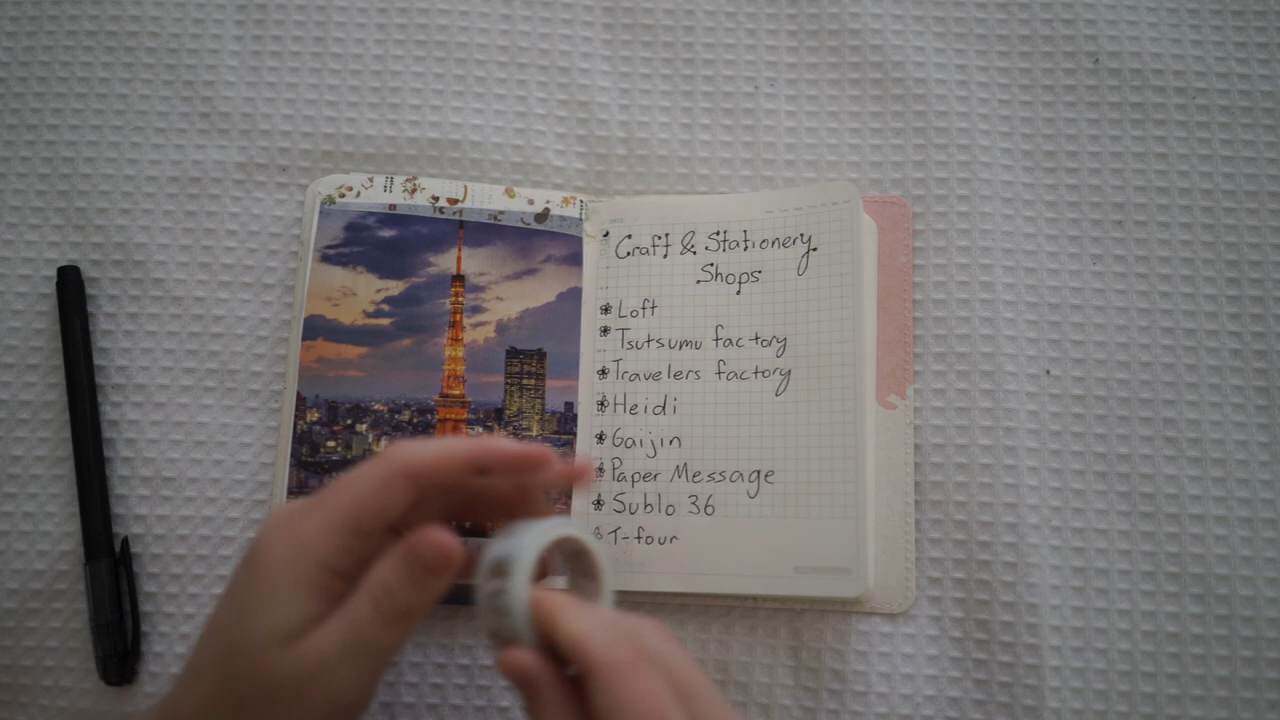 Craft & Stationery
Shops
Loft
Tsutsumu factory
Travelers factory
Heidi
Gaijin
Paper Message
Sublo 36
T-four